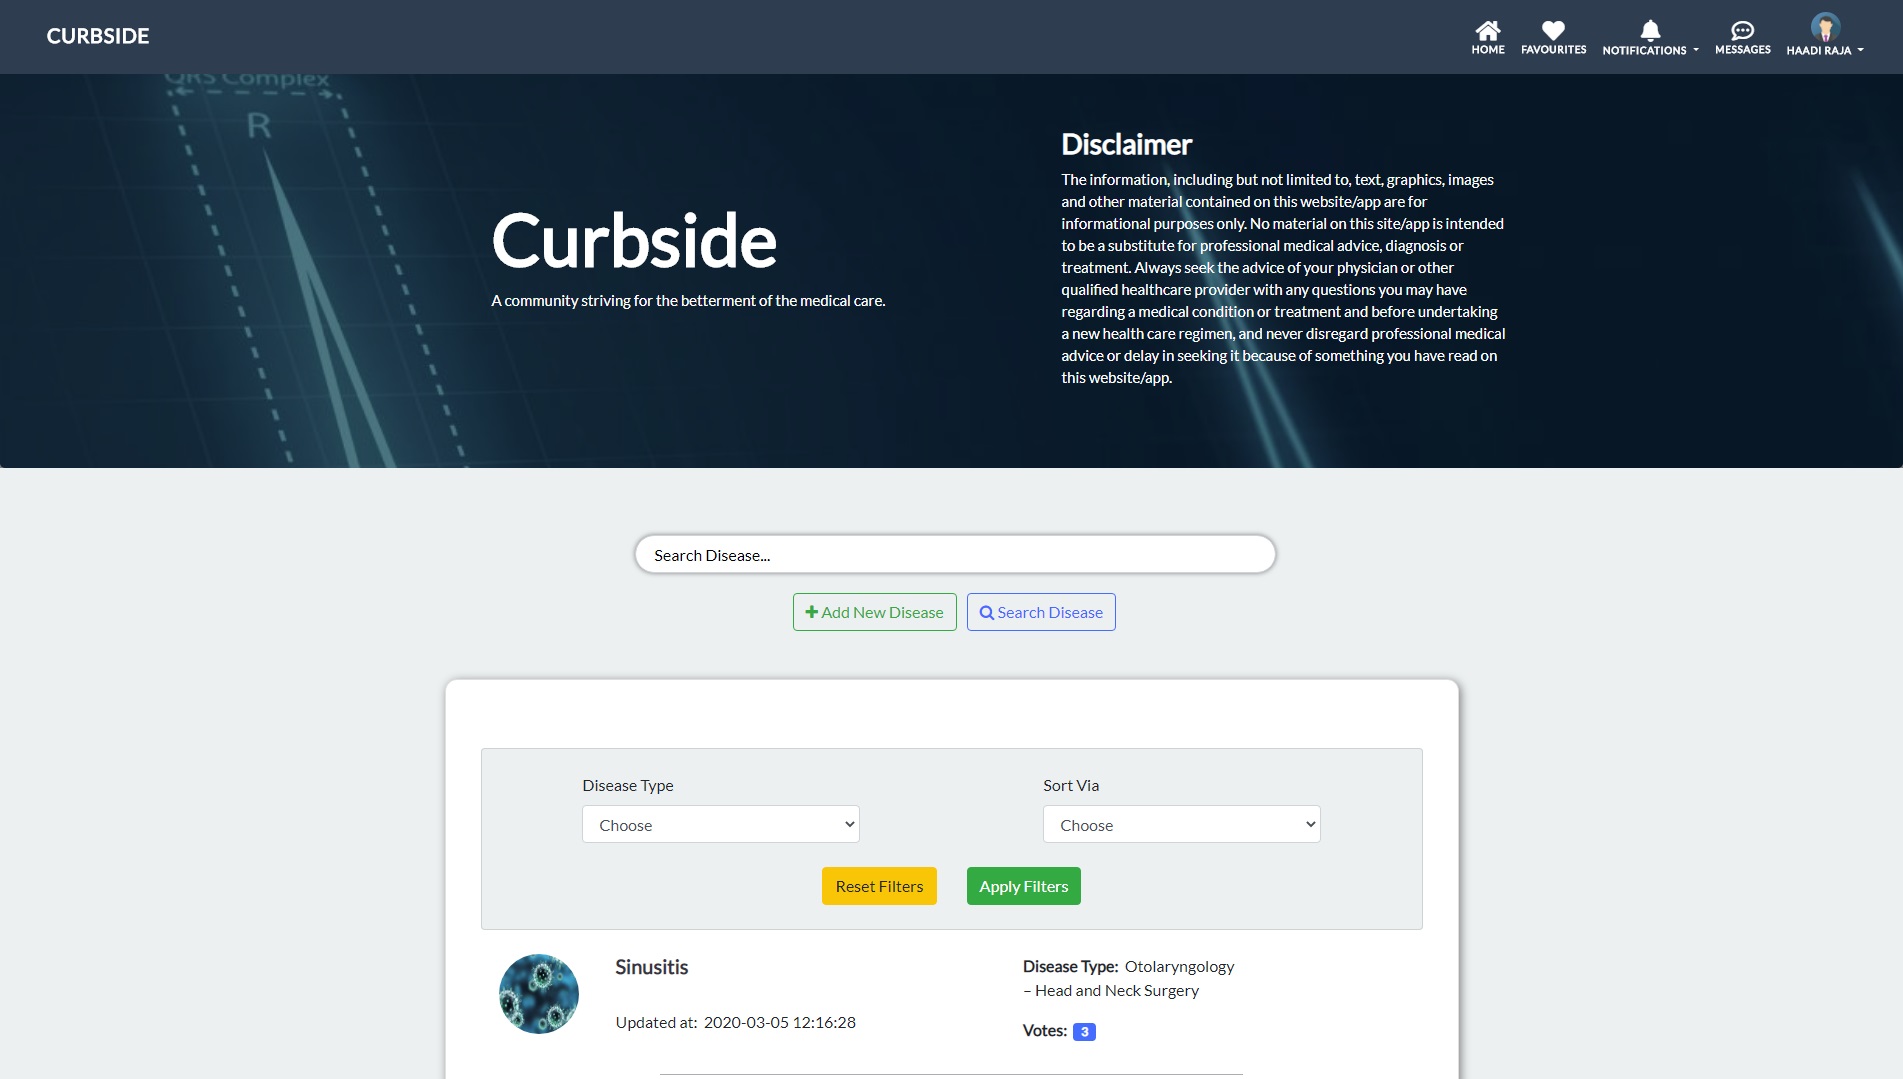 CURBSIDE
HOME
FAVOURITES
NOTIFICATIONS
MESSAGES
HAADI RAJA
QRS Complex
R
Curbside
A community striving for the betterment of the medical care.
Disclaimer
The information, including but not limited to, text, graphics, images
and other material contained on this website/app are for
informational purposes only. No material on this site/app is intended
to be a substitute for professional medical advice, diagnosis or
treatment. Always seek the advice of your physician or other
qualified healthcare provider with any questions you may have
regarding a medical condition or treatment and before undertaking
a new health care regimen, and never disregard professional medical
advice or delay in seeking it because of something you have read on
this website/app.
Search Disease...
Add New Disease
Search Disease
Disease Type
Choose
Sort Via
Choose
Reset Filters
Apply Filters
Sinusitis
Updated at: 2020-03-05 12:16:28
Disease Type: Otolaryngology
– Head and Neck Surgery
Votes: 3